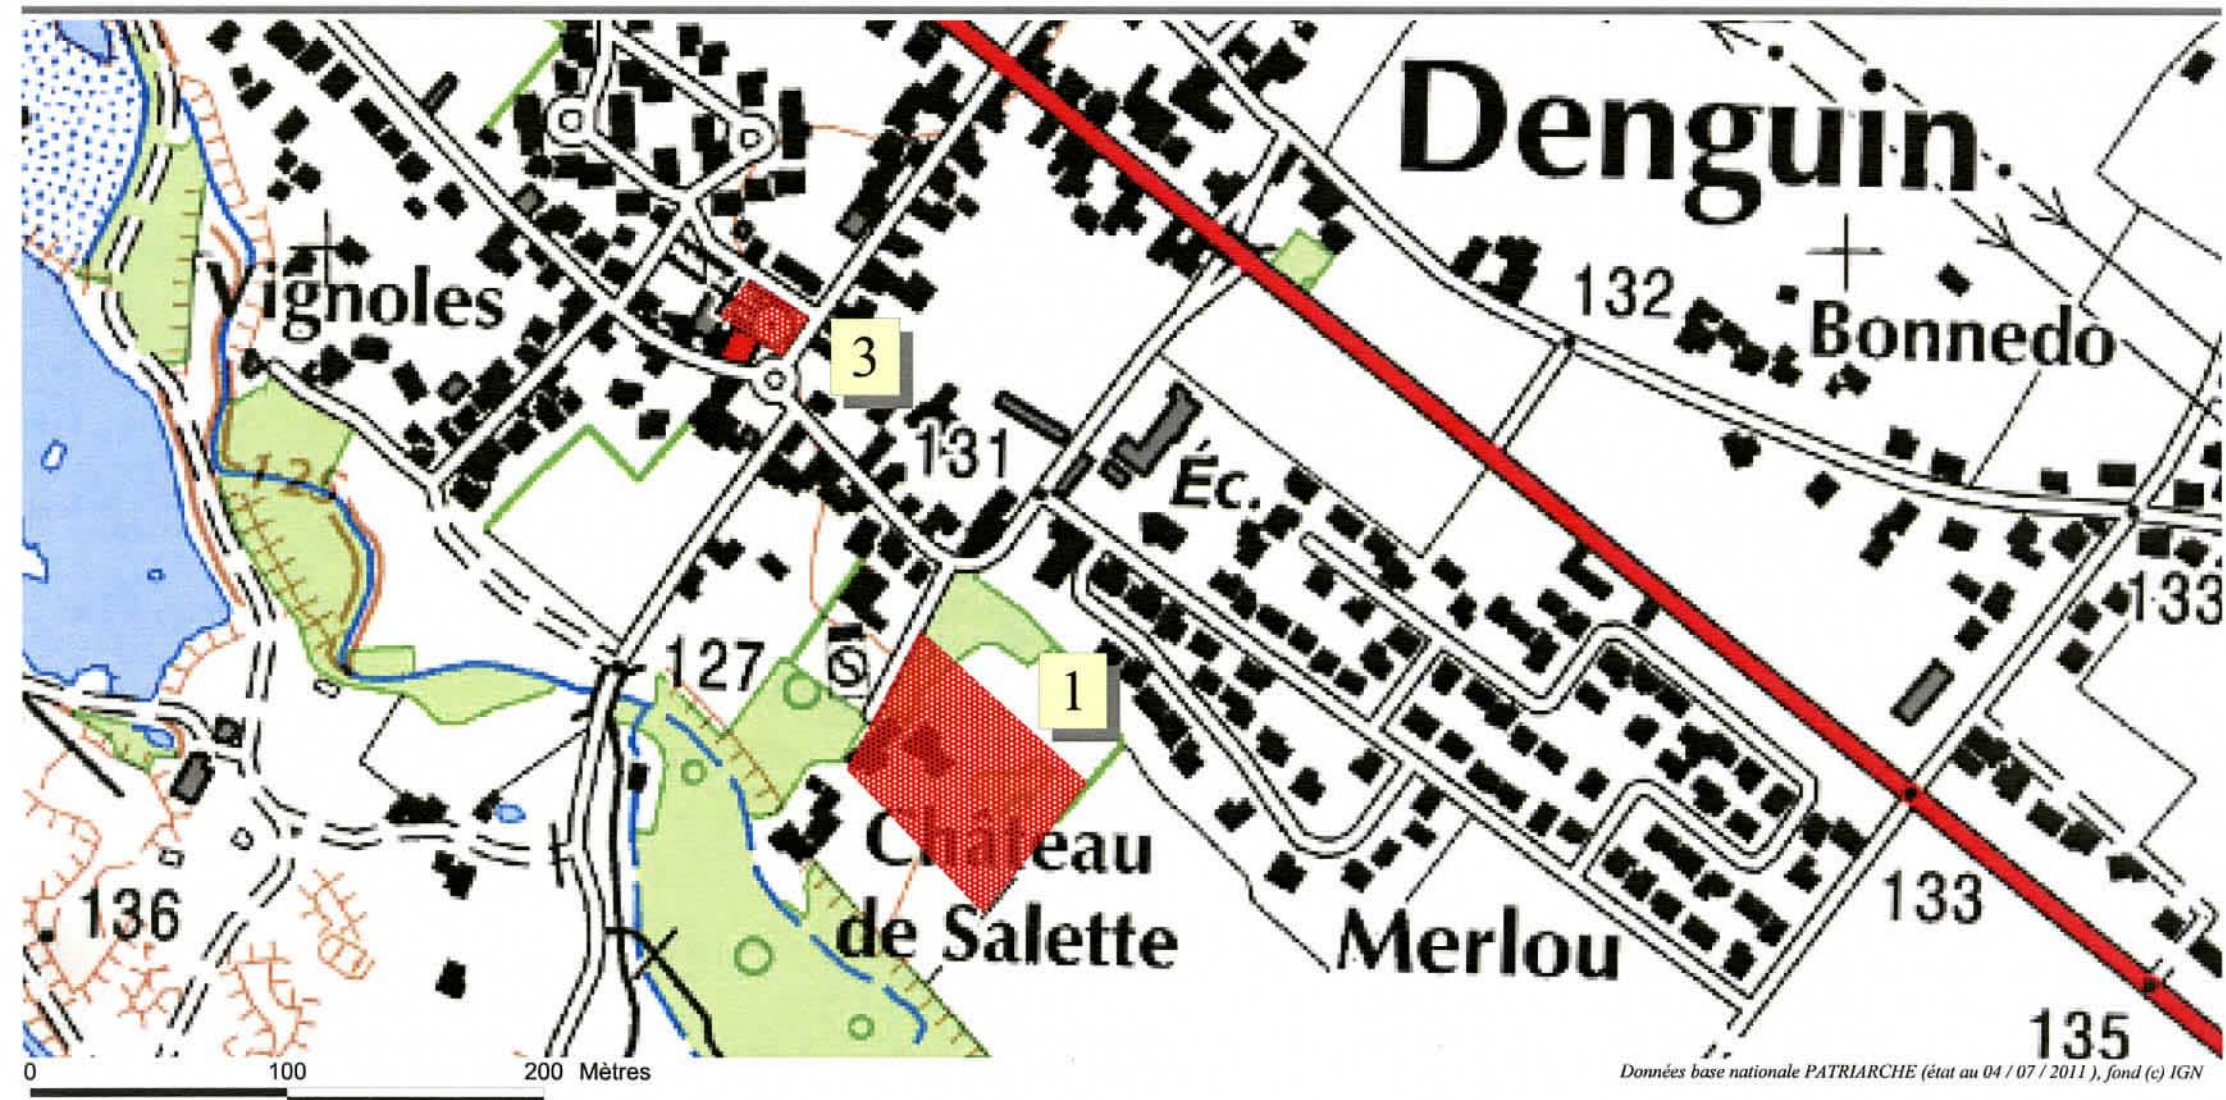 Denguin
132
Vignoles
Bonnedo
3
131
Éc.
133
127
1
Château
de Salette
136
133
Merlou
135
0 100 200 Mètres
Données base nationale PATRIARCHE (état au 04 / 07 / 2011 ), fond (c) IGN